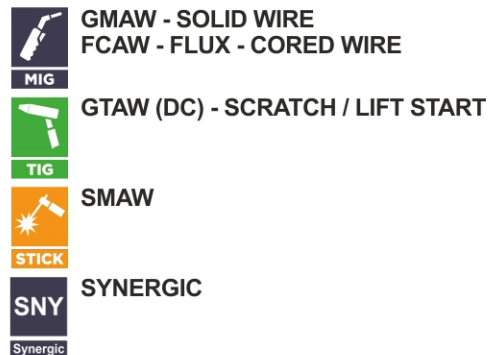 GMAW - SOLID WIRE
FCAW - FLUX - CORED WIRE
MIG
GTAW (DC) - SCRATCH / LIFT START
TIG
SMAW
STICK
SYNERGIC
SNY
Synergic